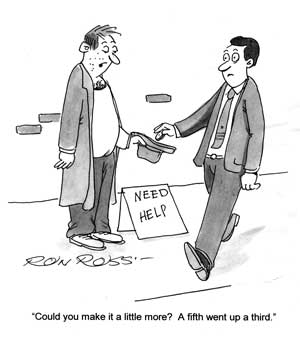 NEED
HELP
RON ROSS'—
"Could you make it a little more?  A fifth went up a third."